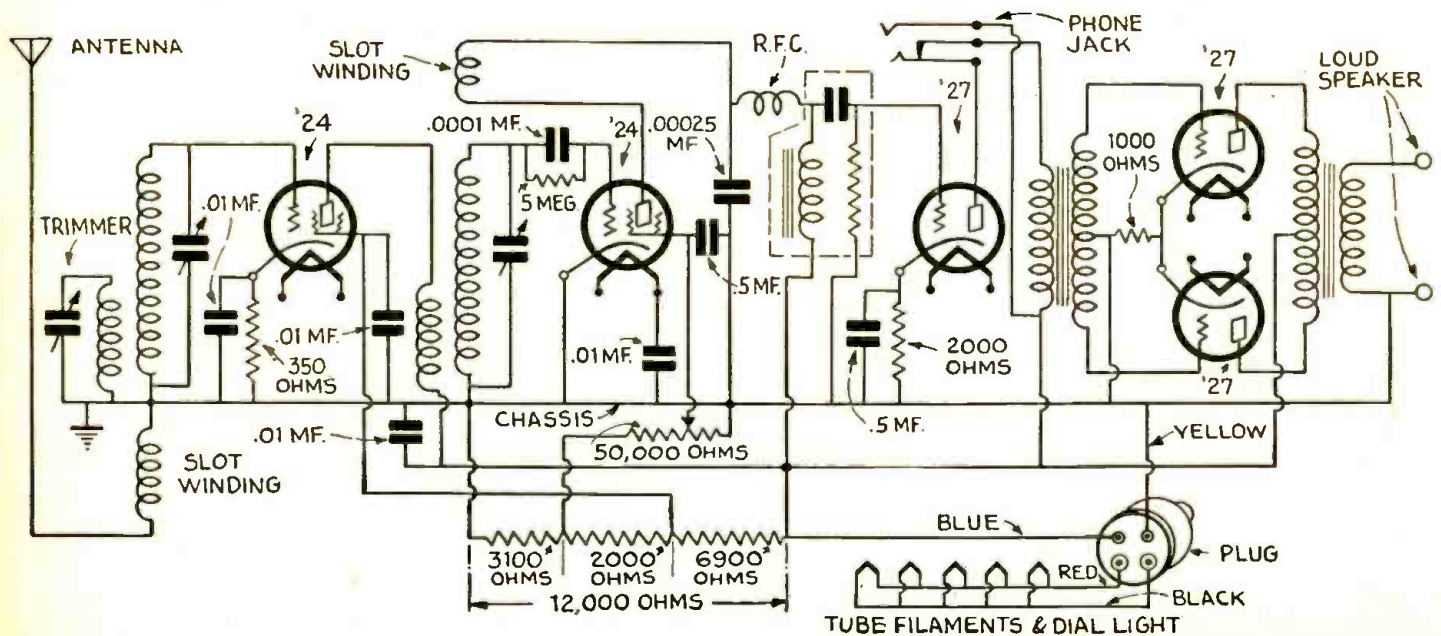 ANTENNA
SLOT
WINDING
R.F.C.
PHONE
JACK
'27
'27
LOUD
SPEAKER
'24
.0001 MF.
'24
.00025
MF
1000
OHMS
TRIMMER
.01 MF.
5 MEG.
.5 MF.
.01 MF.
350
OHMS
.01 MF.
2000
OHMS
'27
CHASSIS
.5 MF.
.01 MF.
50,000 OHMS
YELLOW
SLOT
WINDING
BLUE
PLUG
3100
OHMS
2000
OHMS
6900
OHMS
RED
BLACK
12,000 OHMS
TUBE FILAMENTS & DIAL LIGHT